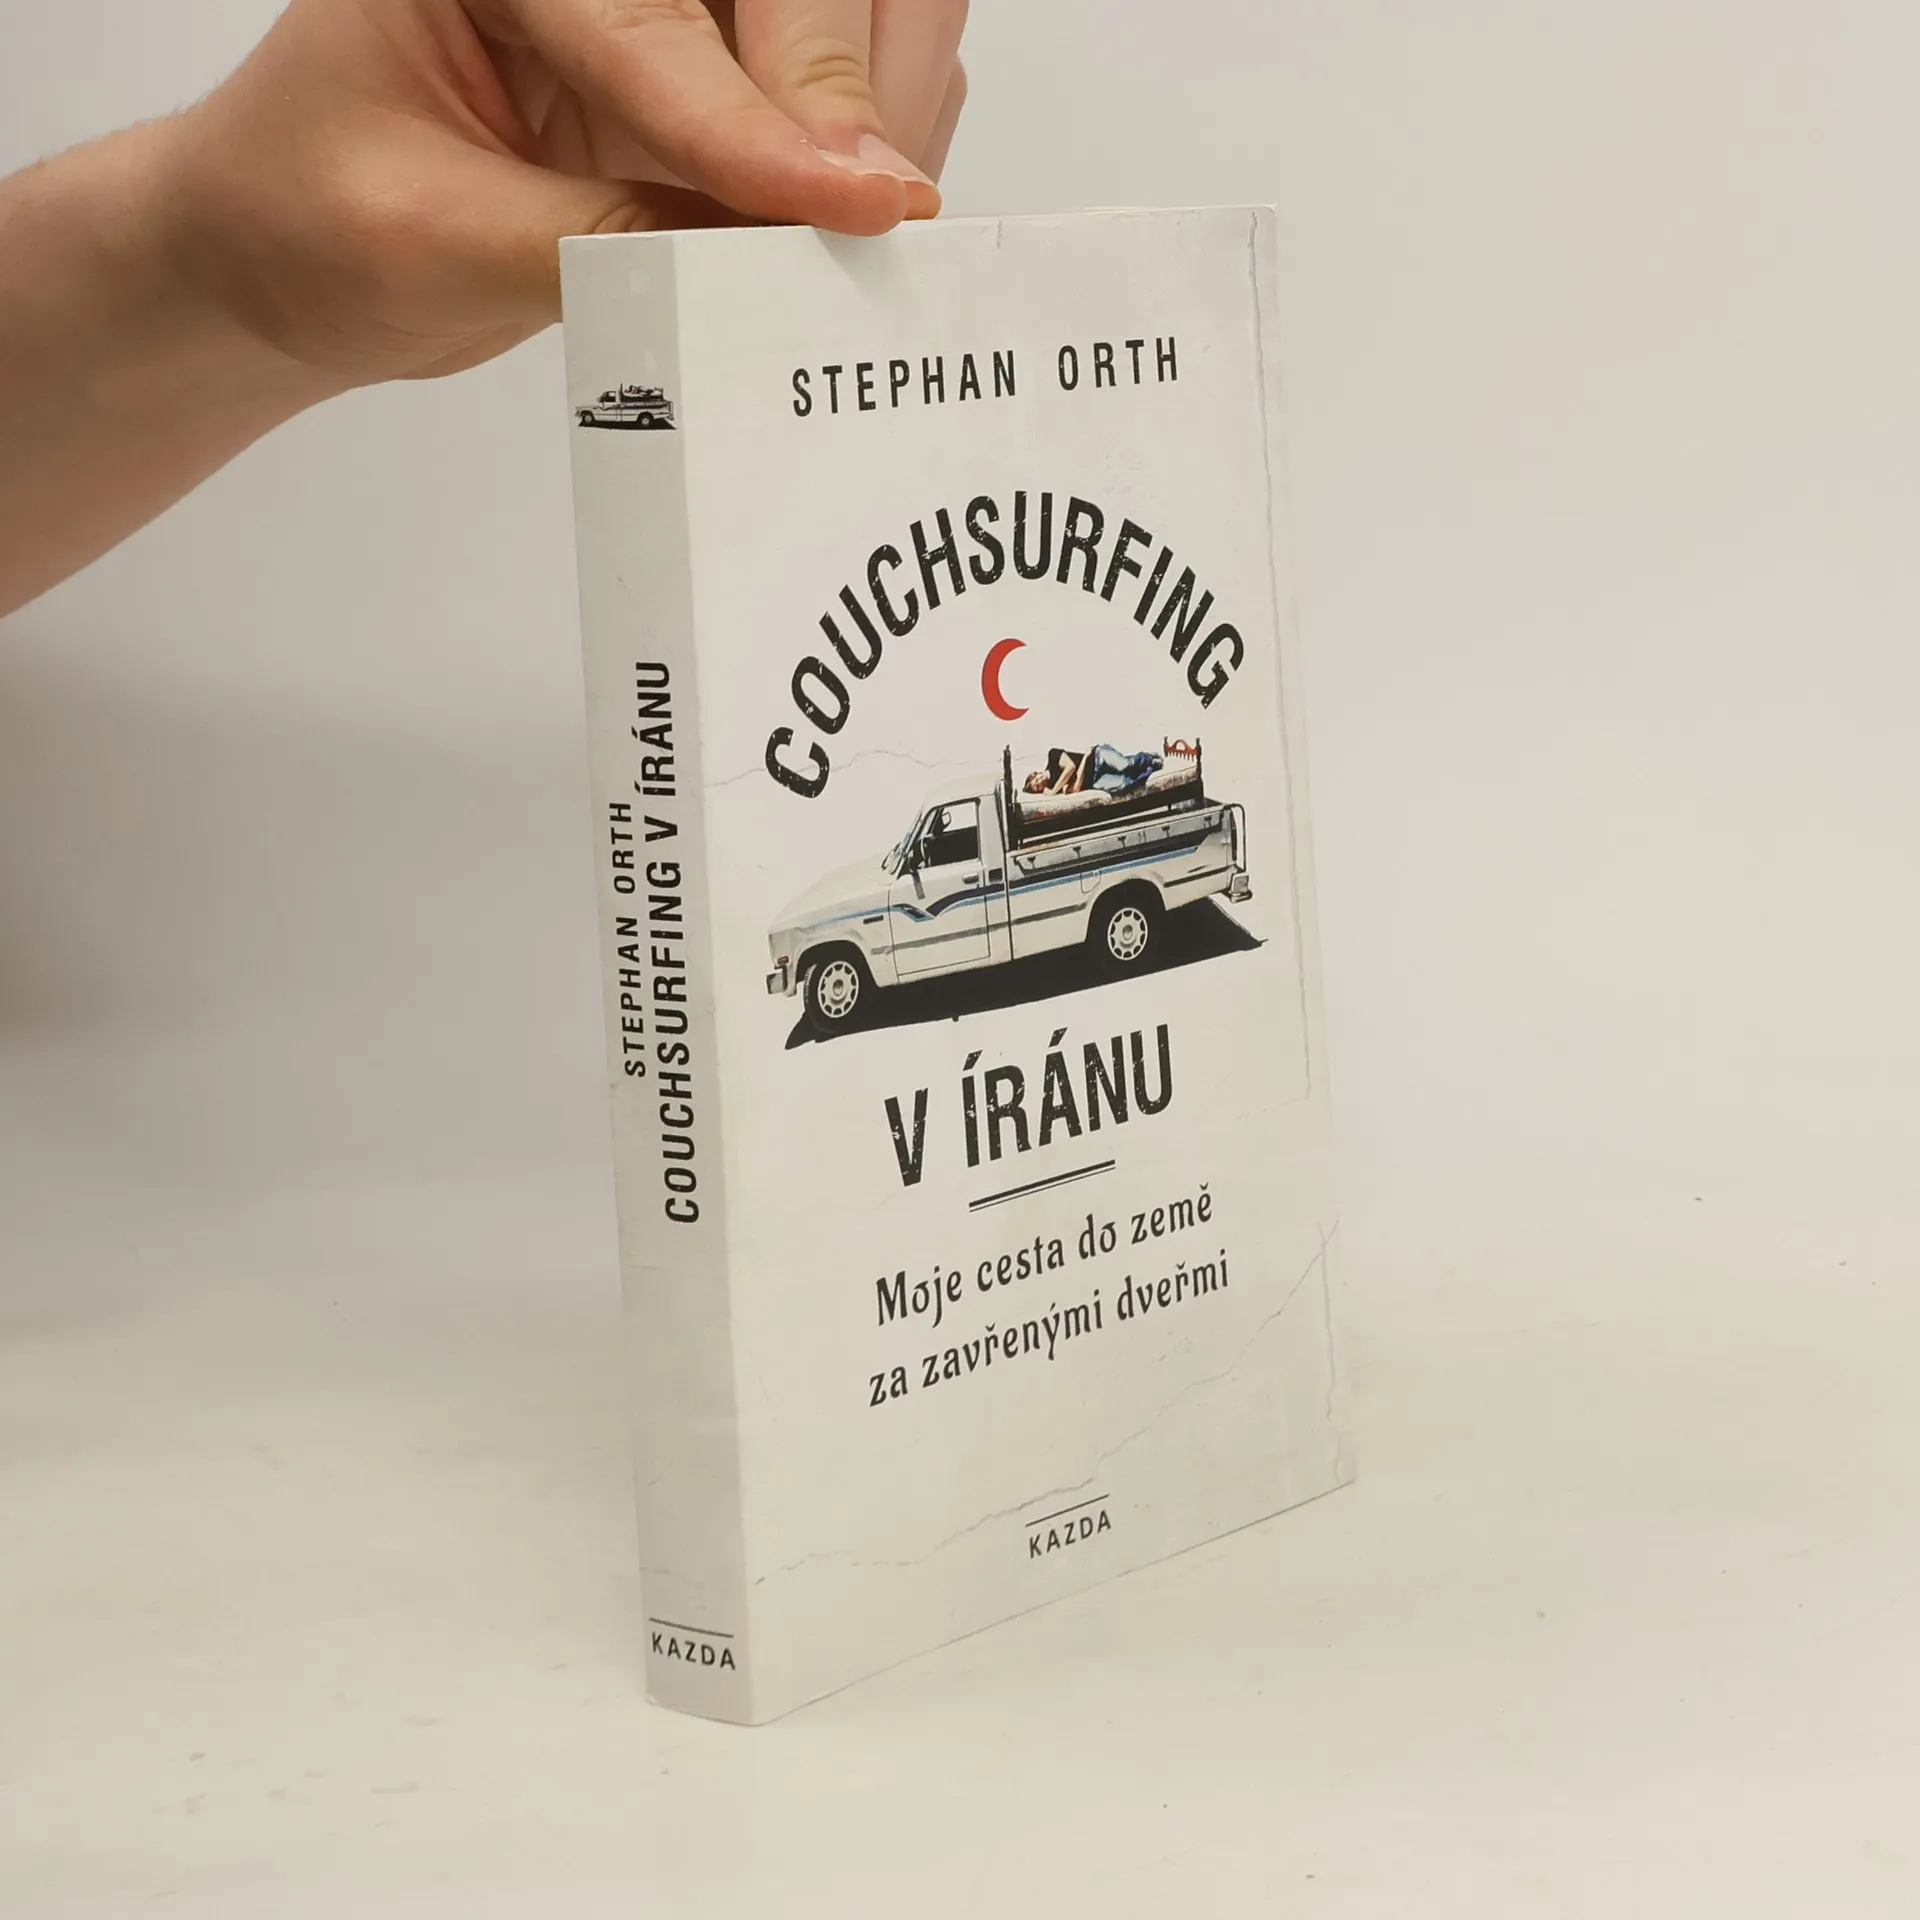 STEPHAN ORTH
COUCHSURFING
V ÍRÁNU
Moje cesta do země
za zavřenými dveřmi
KAZDA
STEPHAN ORTH
COUCHSURFING V ÍRÁNU
KAZDA